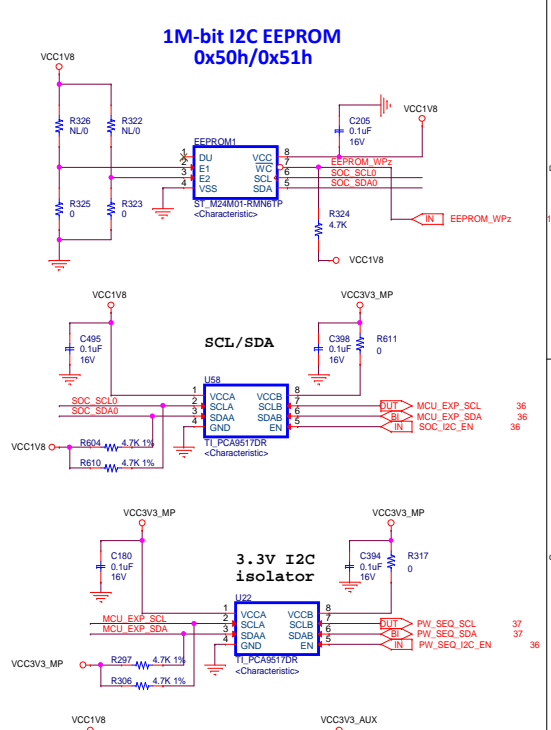 1M-bit I2C EEPROM
0x50h/0x51h
VCC1V8
R326
NL/0
R322
NL/0
C205
0.1uF
16V
VCC1V8
EEPROM1
1 DU VCC 8
2 E1 WC 7 EEPROM_WPz
3 E2 SCL 6 SOC_SCL0
4 VSS SDA 5 SOC_SDA0
ST_M24M01-RMN6TP
<Characteristic>
R325
0
R323
0
R324
4.7K
IN EEPROM_WPz
VCC1V8
VCC1V8
VCC3V3_MP
C495
0.1uF
16V
SCL/SDA
C398
0.1uF
16V
R611
0
U58
1 VCCA VCCB 8
SOC_SCL0 2 SCLA SCLB 7 OUT MCU_EXP_SCL 36
SOC_SDA0 3 SDAA SDAB 6 BI MCU_EXP_SDA 36
4 GND EN 5 IN SOC_I2C_EN 36
TI_PCA9517DR
<Characteristic>
VCC1V8
R604 4.7K 1%
R610 4.7K 1%
VCC3V3_MP
VCC3V3_MP
C180
0.1uF
16V
3.3V I2C
isolator
C394
0.1uF
16V
R317
0
U22
1 VCCA VCCB 8
MCU_EXP_SCL 2 SCLA SCLB 7 OUT PW_SEQ_SCL 37
MCU_EXP_SDA 3 SDAA SDAB 6 BI PW_SEQ_SDA 37
4 GND EN 5 IN PW_SEQ_I2C_EN 36
TI_PCA9517DR
<Characteristic>
VCC3V3_MP
R297 4.7K 1%
R306 4.7K 1%
VCC1V8
VCC3V3_AUX